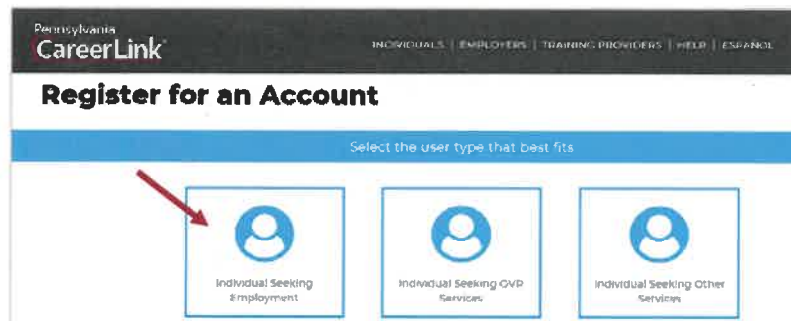 Pennsylvania
CareerLink
INDIVIDUALS | EMPLOYERS | TRAINING PROVIDERS | HELP | ESPAÑOL
Register for an Account
Select the user type that best fits
Individual Seeking
Employment
Individual Seeking OVR
Services
Individual Seeking Other
Services